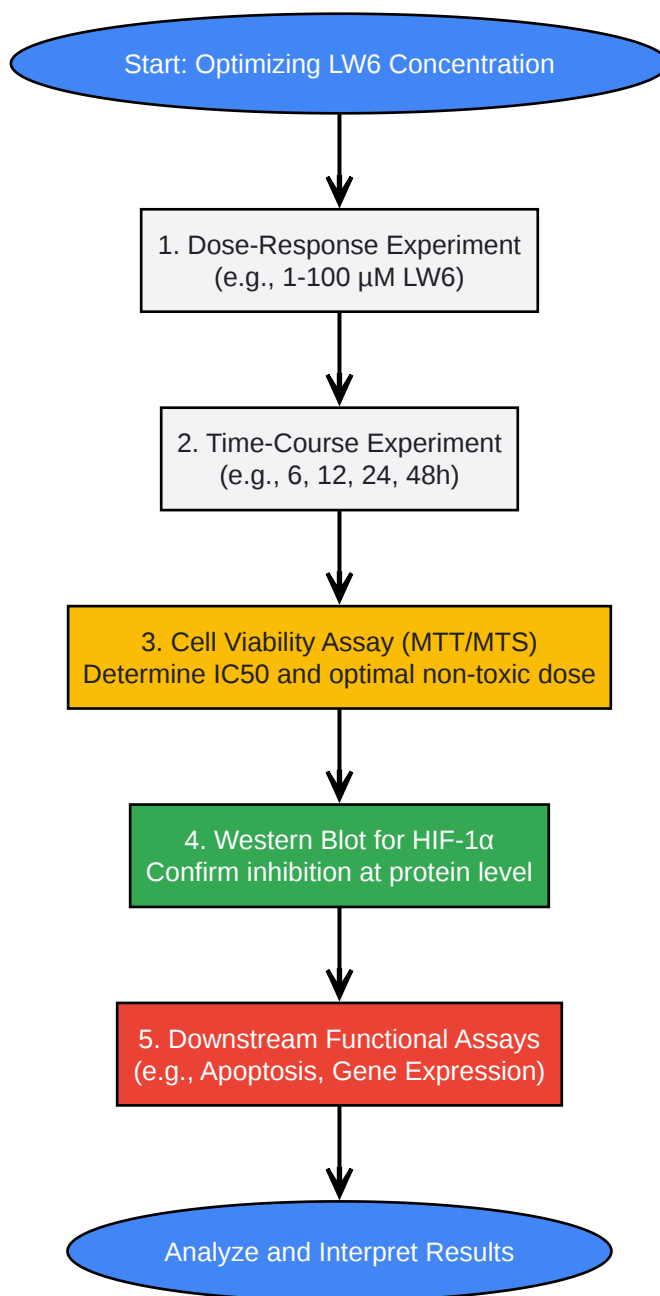 Start: Optimizing LW6 Concentration
1. Dose-Response Experiment
(e.g., 1-100 µM LW6)
2. Time-Course Experiment
(e.g., 6, 12, 24, 48h)
3. Cell Viability Assay (MTT/MTS)
Determine IC50 and optimal non-toxic dose
4. Western Blot for HIF-1α
Confirm inhibition at protein level
5. Downstream Functional Assays
(e.g., Apoptosis, Gene Expression)
Analyze and Interpret Results